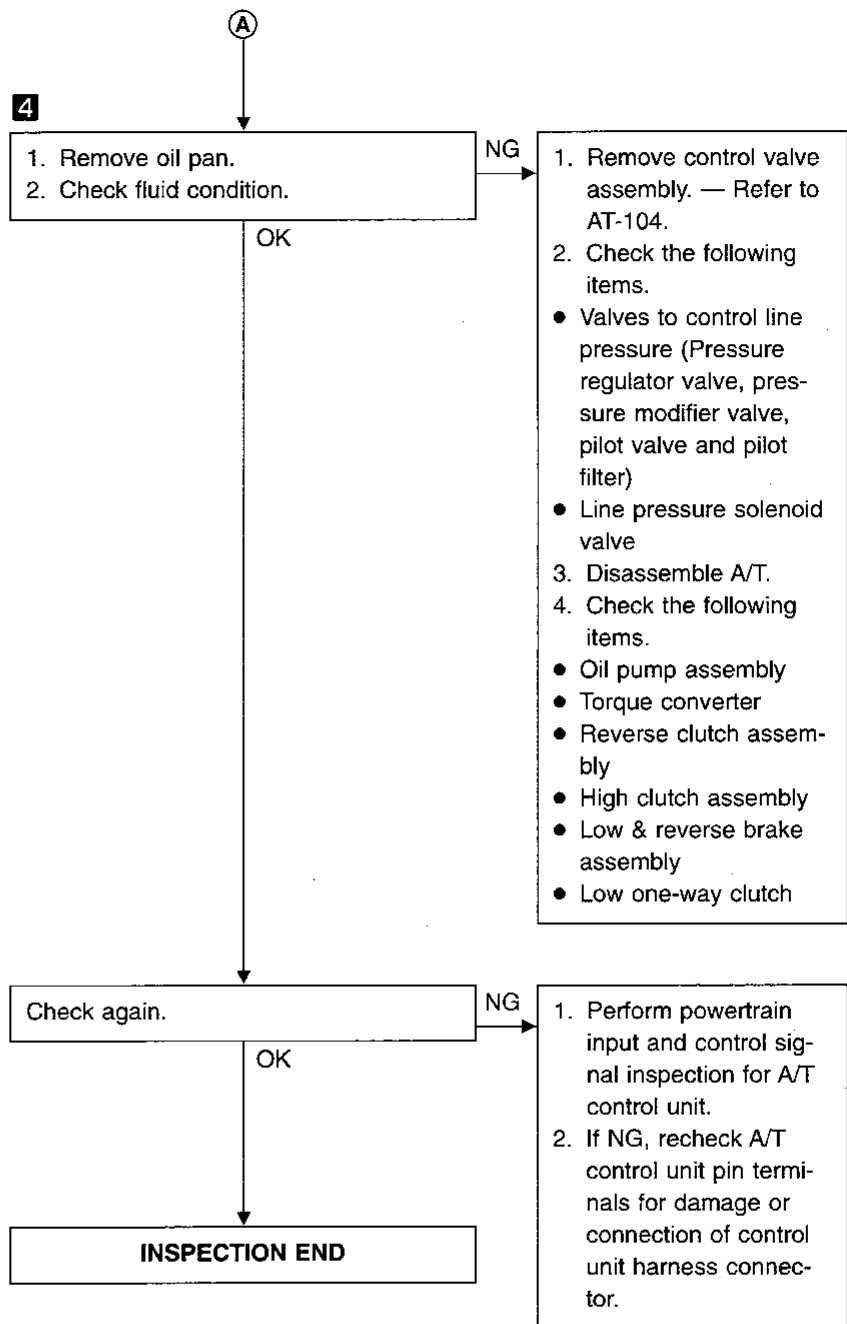 A
4
1. Remove oil pan.
2. Check fluid condition.
NG
OK
1. Remove control valve
assembly. — Refer to
AT-104.
2. Check the following
items.
● Valves to control line
pressure (Pressure
regulator valve, pres-
sure modifier valve,
pilot valve and pilot
filter)
● Line pressure solenoid
valve
3. Disassemble A/T.
4. Check the following
items.
● Oil pump assembly
● Torque converter
● Reverse clutch assem-
bly
● High clutch assembly
● Low & reverse brake
assembly
● Low one-way clutch
Check again.
NG
OK
1. Perform powertrain
input and control sig-
nal inspection for A/T
control unit.
2. If NG, recheck A/T
control unit pin termi-
nals for damage or
connection of control
unit harness connec-
tor.
INSPECTION END